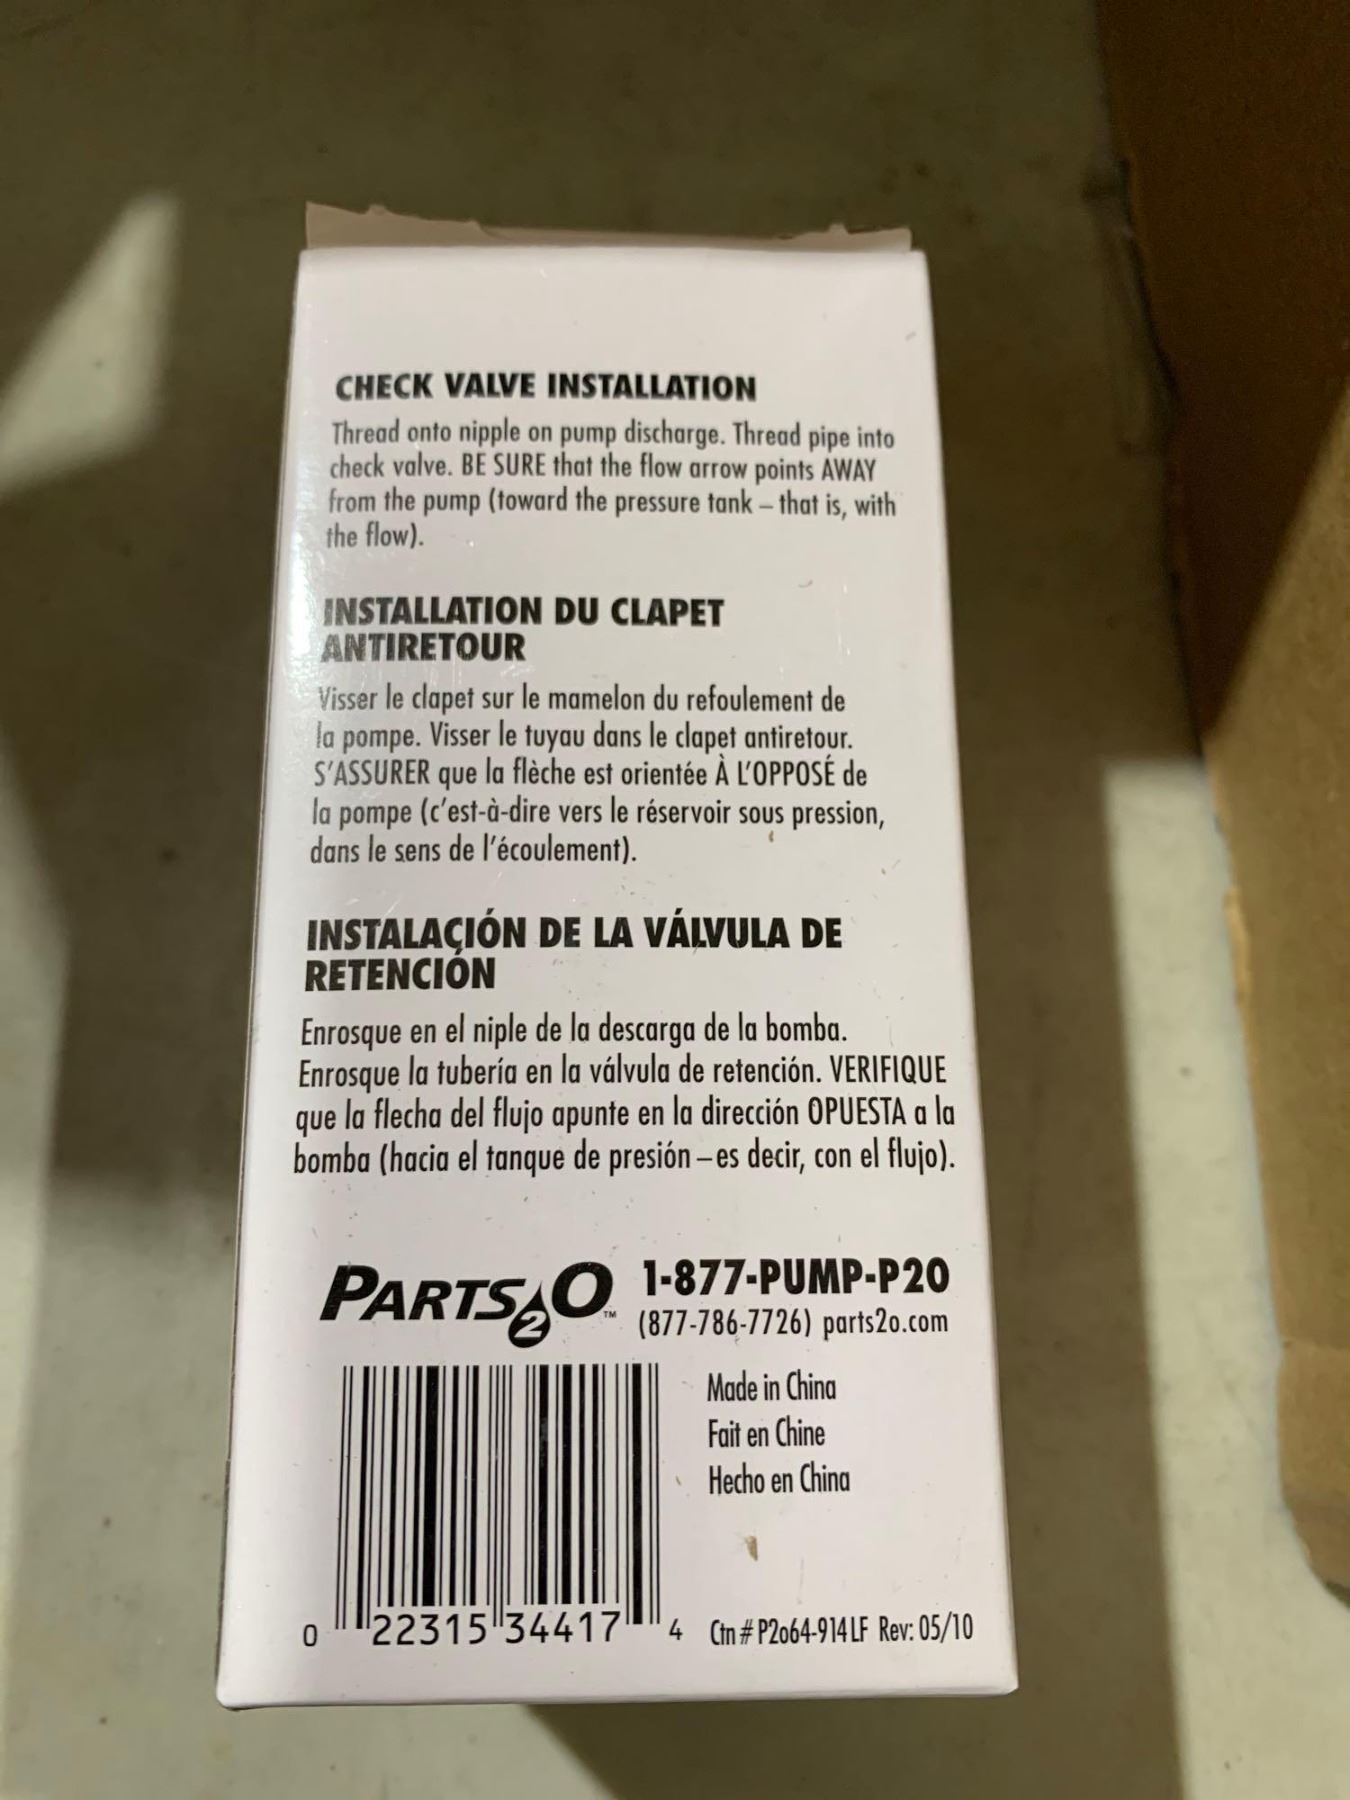 CHECK VALVE INSTALLATION
Thread onto nipple on pump discharge. Thread pipe into
check valve. BE SURE that the flow arrow points AWAY
from the pump (toward the pressure tank – that is, with
the flow).
INSTALLATION DU CLAPET
ANTIRETOUR
Visser le clapet sur le mamelon du refoulement de
la pompe. Visser le tuyau dans le clapet antiretour.
S'ASSURER que la flèche est orientée À L'OPPOSÉ de
la pompe (c'est-à-dire vers le réservoir sous pression,
dans le sens de l'écoulement).
INSTALACIÓN DE LA VÁLVULA DE
RETENCIÓN
Enrosque en el niple de la descarga de la bomba.
Enrosque la tubería en la válvula de retención. VERIFIQUE
que la flecha del flujo apunte en la dirección OPUESTA a la
bomba (hacia el tanque de presión – es decir, con el flujo).
PARTS2O™ 1-877-PUMP-P20
(877-786-7726) parts2o.com
Made in China
Fait en Chine
Hecho en China
0 22315 34417 4 Ctn # P2o64-914 LF Rev: 05/10